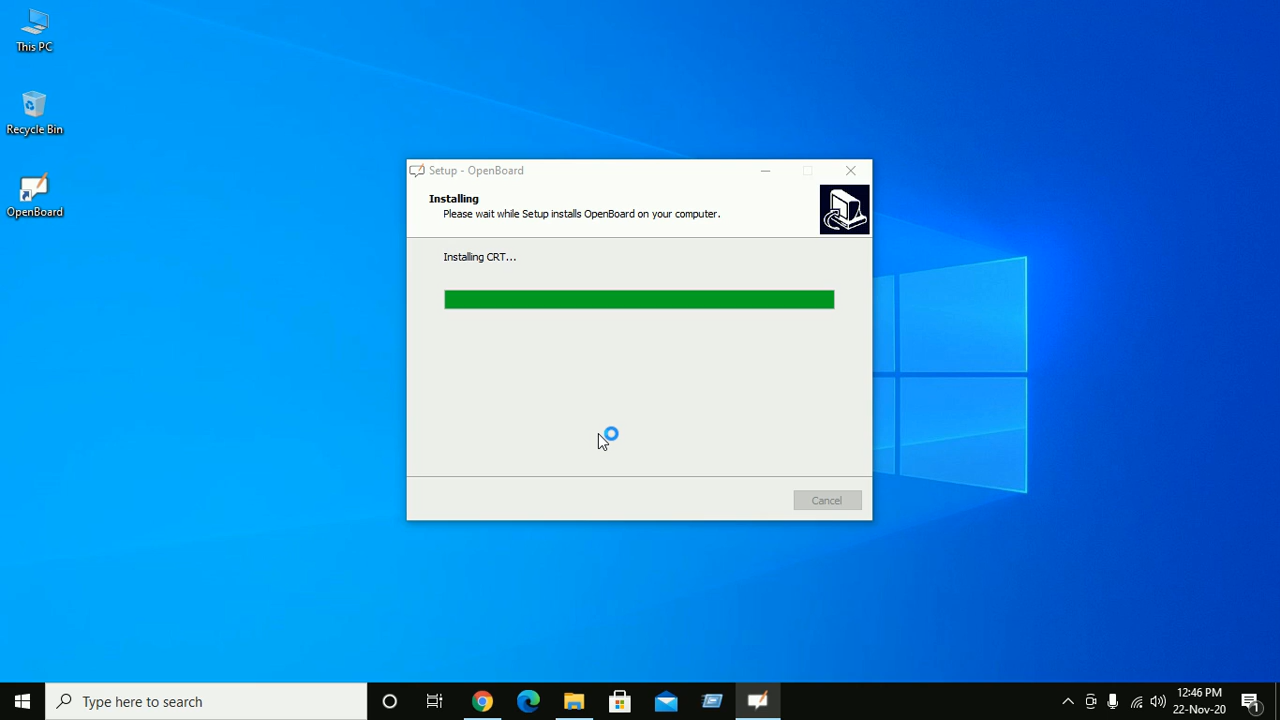 This PC
Recycle Bin
OpenBoard
Setup - OpenBoard
Installing
Please wait while Setup installs OpenBoard on your computer.
Installing CRT...
Cancel
Type here to search
12:46 PM
22-Nov-20
1